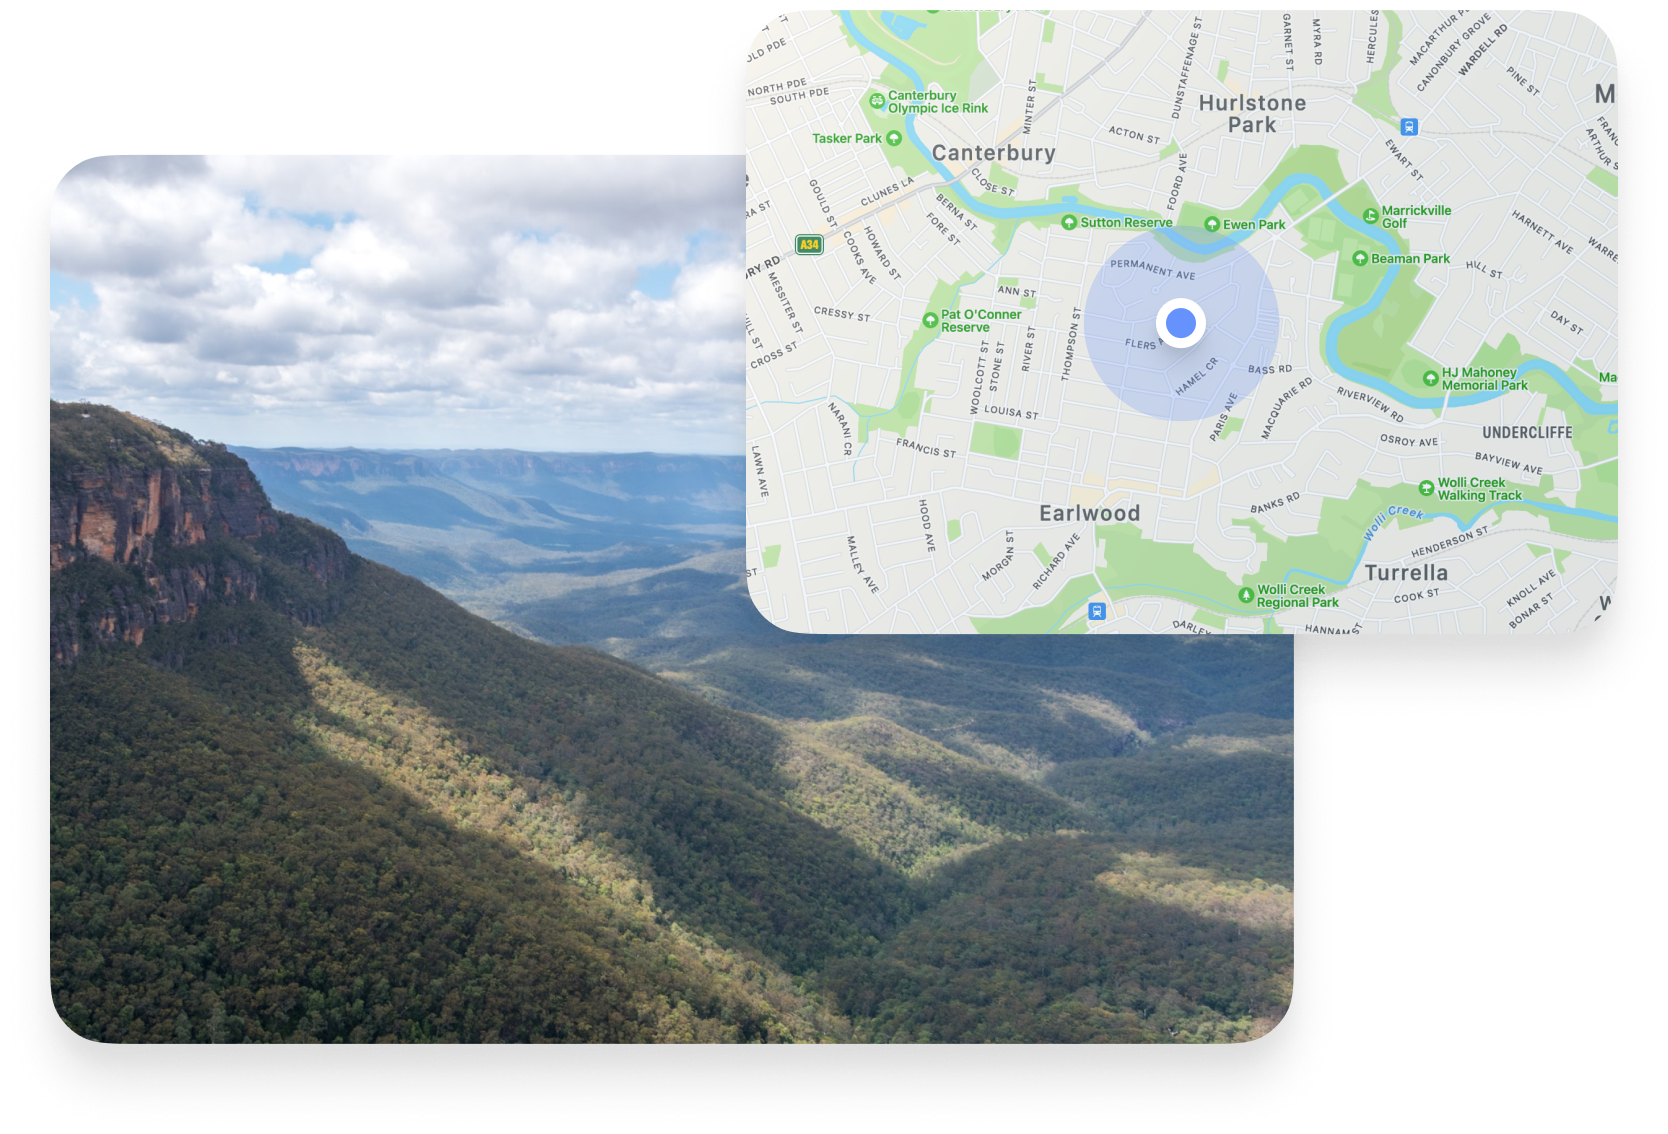 OLD PDE
NORTH PDE
SOUTH PDE
Canterbury
Olympic Ice Rink
Tasker Park
MINTER ST
DUNSTAFFENAGE ST
GARNET ST
MYRA RD
HERCULES
CANONBURY GROVE
WARDELL RD
PINE ST
M
Hurlstone
Park
ACTON ST
Canterbury
CLOSE ST
FOORD AVE
EWART ST
GOULD ST
CLUNES LA
BERNA ST
FORE ST
Sutton Reserve
Ewen Park
Marrickville
Golf
HARNETT AVE
A34
COOKS AVE
HOWARD ST
PERMANENT AVE
Beaman Park
HILL ST
MESSITER ST
ANN ST
CRESSY ST
Pat O'Conner
Reserve
RIVER ST
THOMPSON ST
FLERS
DAY ST
CROSS ST
WOOLCOTT ST
STONE ST
HAMEL CR
BASS RD
HJ Mahoney
Memorial Park
Ma
NARANI CR
LOUISA ST
PARIS AVE
MACQUARIE RD
RIVERVIEW RD
UNDERCLIFFE
OSROY AVE
FRANCIS ST
LAWN AVE
BAYVIEW AVE
Wolli Creek
Walking Track
HOOD AVE
Earlwood
BANKS RD
Wolli Creek
MALLEY AVE
MORGAN ST
RICHARD AVE
HENDERSON ST
Turrella
Wolli Creek
Regional Park
COOK ST
KNOLL AVE
BONAR ST
DARLEY
HANNAM ST